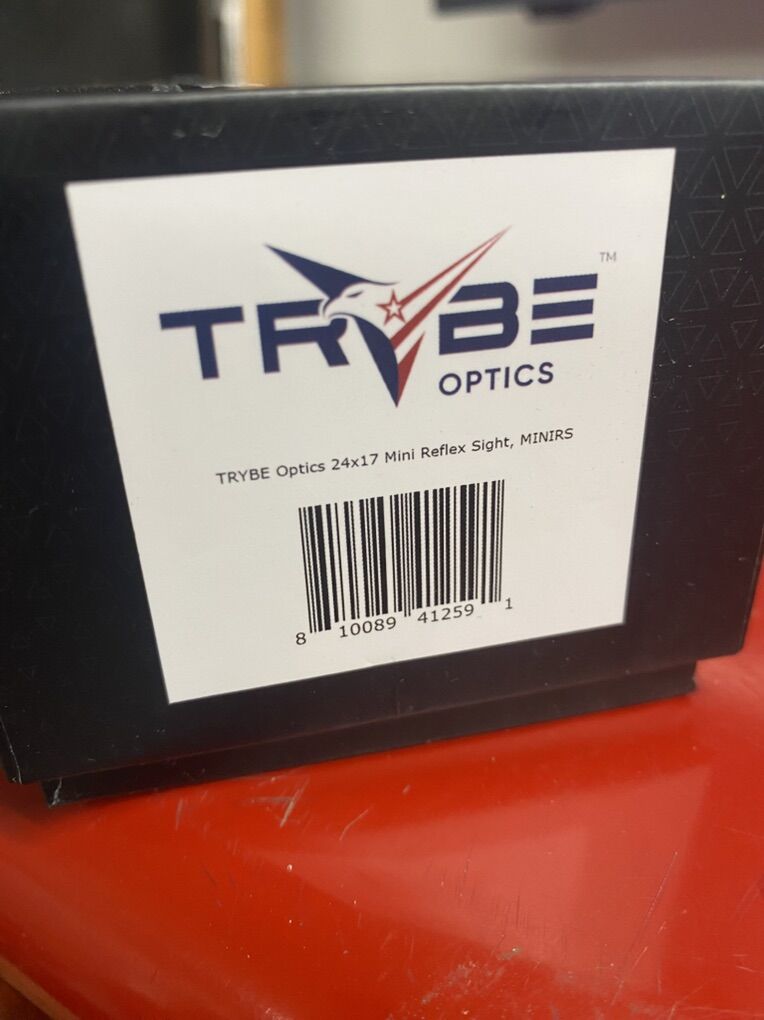 TRYBE™
OPTICS
TRYBE Optics 24x17 Mini Reflex Sight, MINIRS
8 10089 41259 1